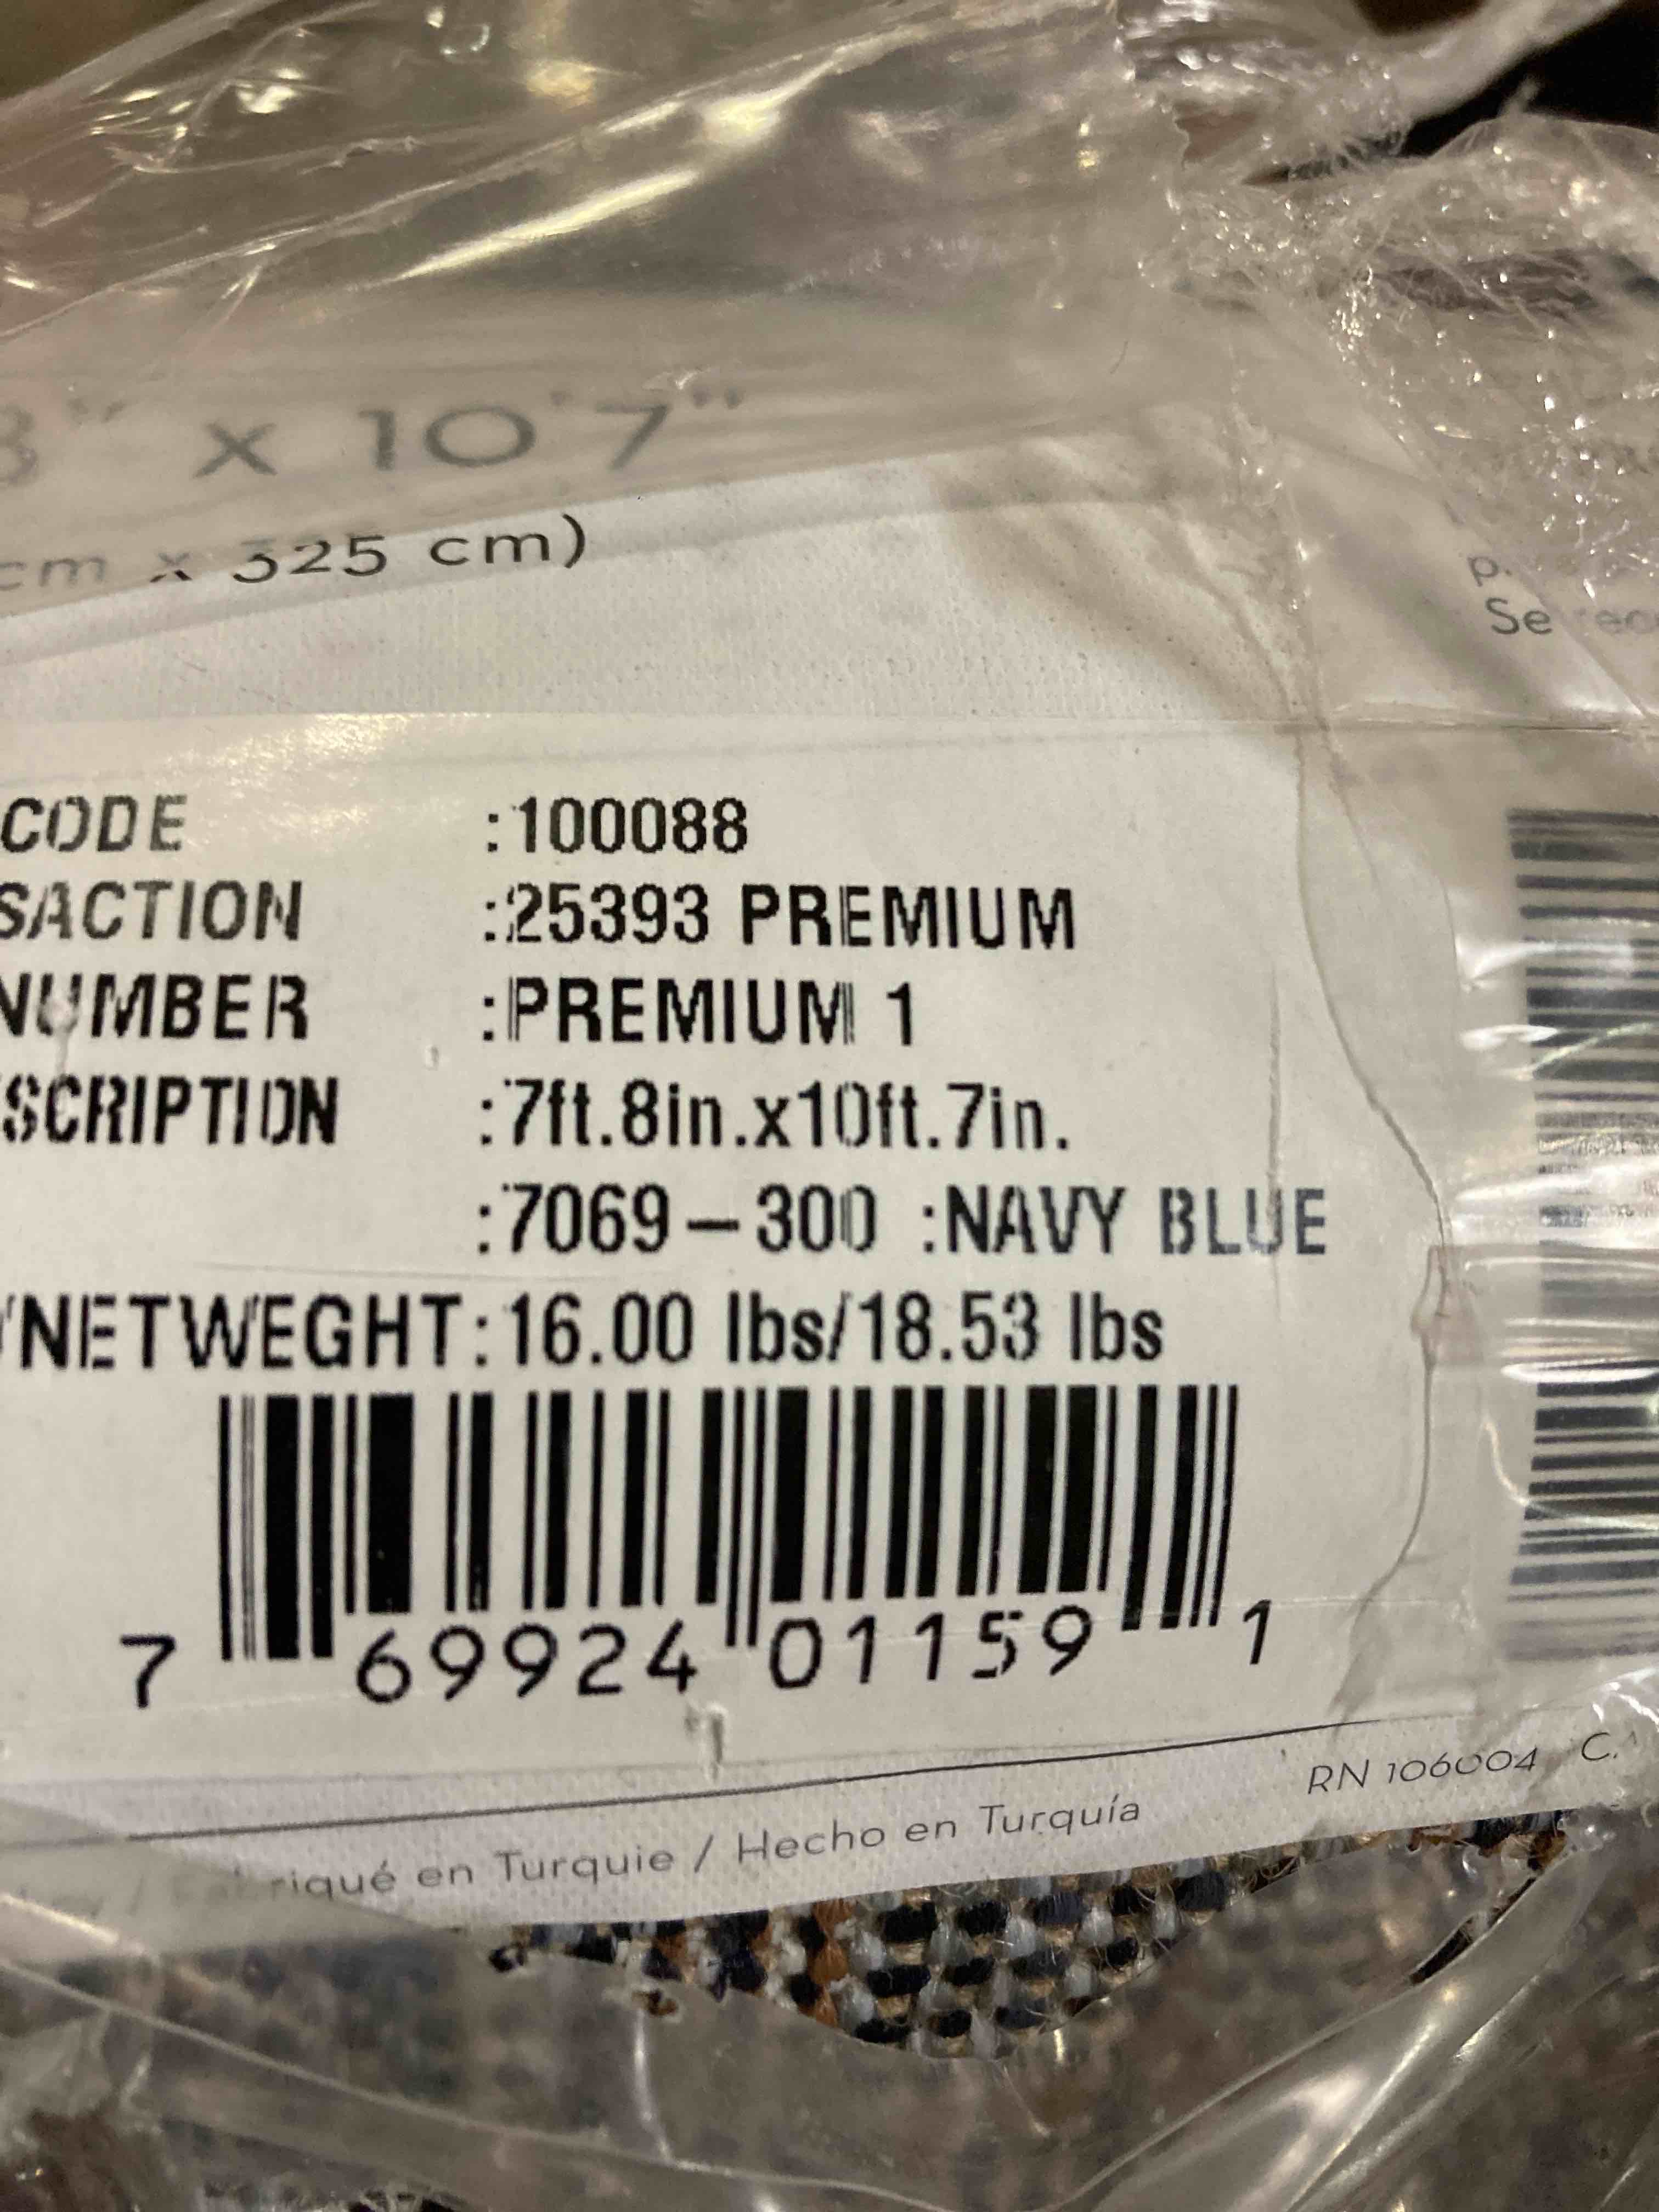 8" x 10'7"
cm x 325 cm)
CODE :100088
SACTION :25393 PREMIUM
NUMBER :PREMIUM 1
SCRIPTION :7ft.8in.x10ft.7in.
:7069-300 :NAVY BLUE
/NETWEGHT:16.00 lbs/18.53 lbs
7 69924 01159 1
RN 106004 C.
Fabriqué en Turquie / Hecho en Turquía